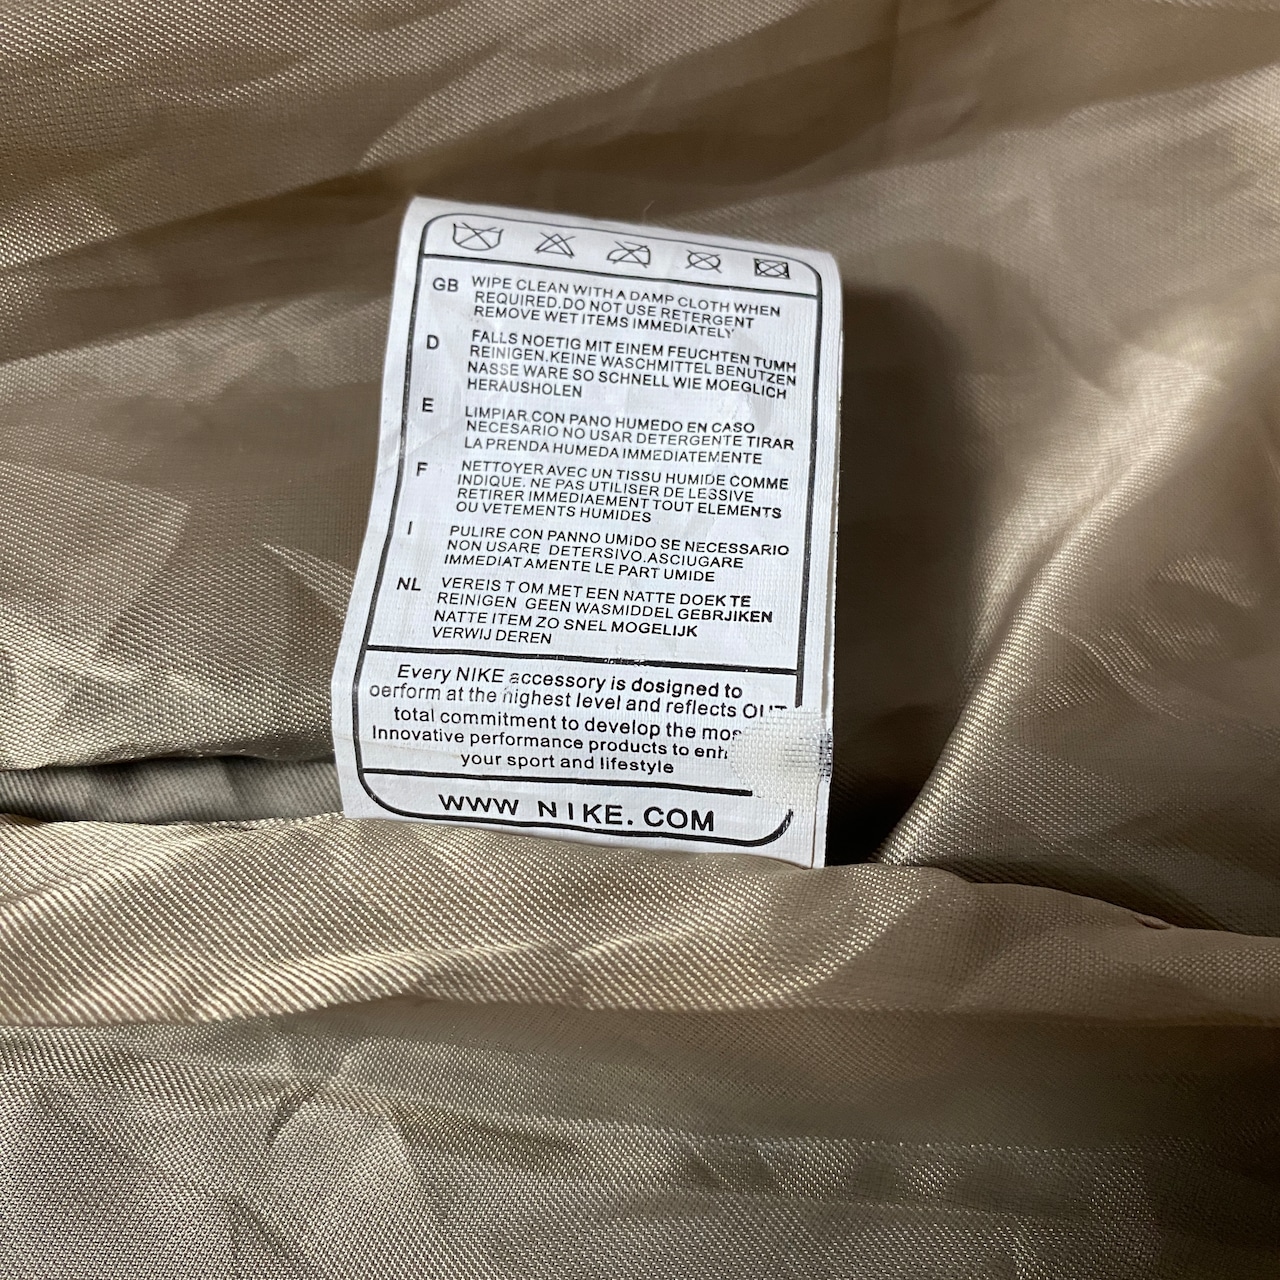 GB WIPE CLEAN WITH A DAMP CLOTH WHEN
REQUIRED.DO NOT USE RETERGENT
REMOVE WET ITEMS IMMEDIATELY
D FALLS NOETIG MIT EINEM FEUCHTEN TUMH
REINIGEN.KEINE WASCHMITTEL BENUTZEN
NASSE WARE SO SCHNELL WIE MOEGLICH
HERAUSHOLEN
E LIMPIAR CON PANO HUMEDO EN CASO
NECESARIO NO USAR DETERGENTE TIRAR
LA PRENDA HUMEDA IMMEDIATEMENTE
F NETTOYER AVEC UN TISSU HUMIDE COMME
INDIQUE. NE PAS UTILISER DE LESSIVE
RETIRER IMMEDIAEMENT TOUT ELEMENTS
OU VETEMENTS HUMIDES
I PULIRE CON PANNO UMIDO SE NECESSARIO
NON USARE DETERSIVO.ASCIUGARE
IMMEDIAT AMENTE LE PART UMIDE
NL VEREIS T OM MET EEN NATTE DOEK TE
REINIGEN GEEN WASMIDDEL GEBRJIKEN
NATTE ITEM ZO SNEL MOGELIJK
VERWIJ DEREN
Every NIKE accessory is dosigned to
oerform at the highest level and reflects OUT
total commitment to develop the mos
Innovative performance products to enh
your sport and lifestyle
WWW NIKE.COM